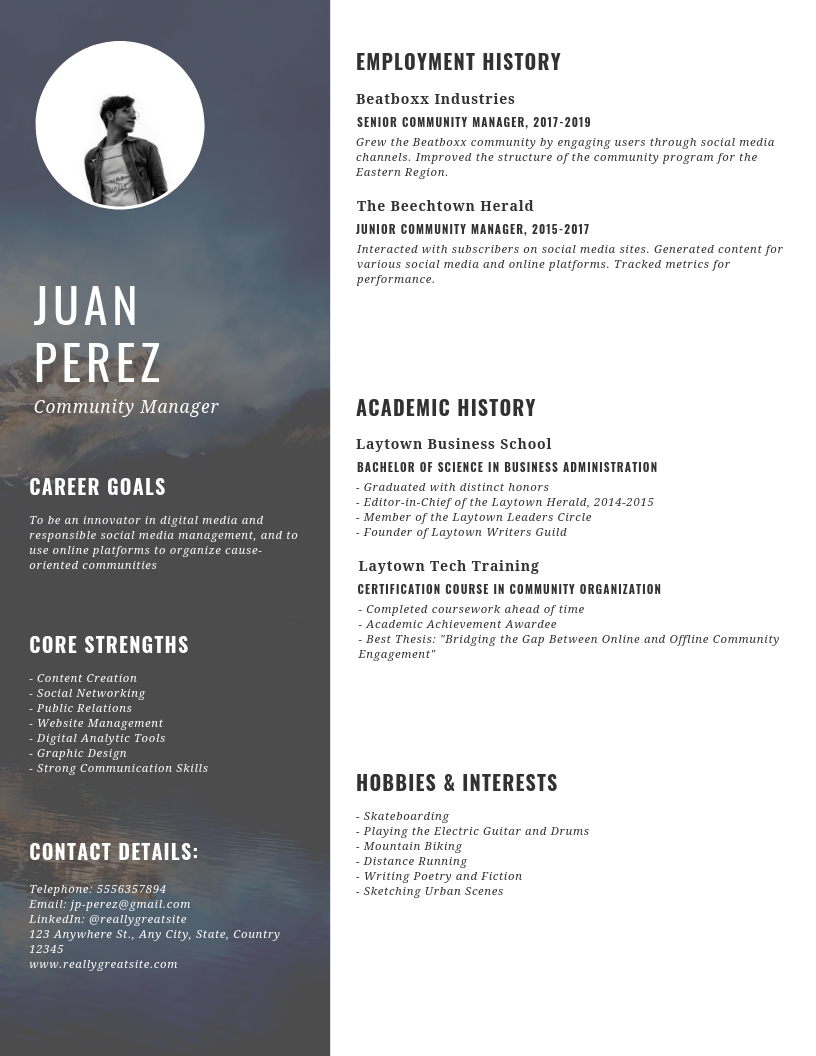 JUAN
PEREZ
Community Manager
CAREER GOALS
To be an innovator in digital media and
responsible social media management, and to
use online platforms to organize cause-
oriented communities
CORE STRENGTHS
- Content Creation
- Social Networking
- Public Relations
- Website Management
- Digital Analytic Tools
- Graphic Design
- Strong Communication Skills
CONTACT DETAILS:
Telephone: 5556357894
Email: jp-perez@gmail.com
LinkedIn: @reallygreatsite
123 Anywhere St., Any City, State, Country
12345
www.reallygreatsite.com
EMPLOYMENT HISTORY
Beatboxx Industries
SENIOR COMMUNITY MANAGER, 2017-2019
Grew the Beatboxx community by engaging users through social media
channels. Improved the structure of the community program for the
Eastern Region.
The Beechtown Herald
JUNIOR COMMUNITY MANAGER, 2015-2017
Interacted with subscribers on social media sites. Generated content for
various social media and online platforms. Tracked metrics for
performance.
ACADEMIC HISTORY
Laytown Business School
BACHELOR OF SCIENCE IN BUSINESS ADMINISTRATION
- Graduated with distinct honors
- Editor-in-Chief of the Laytown Herald, 2014-2015
- Member of the Laytown Leaders Circle
- Founder of Laytown Writers Guild
Laytown Tech Training
CERTIFICATION COURSE IN COMMUNITY ORGANIZATION
- Completed coursework ahead of time
- Academic Achievement Awardee
- Best Thesis: "Bridging the Gap Between Online and Offline Community
Engagement"
HOBBIES & INTERESTS
- Skateboarding
- Playing the Electric Guitar and Drums
- Mountain Biking
- Distance Running
- Writing Poetry and Fiction
- Sketching Urban Scenes